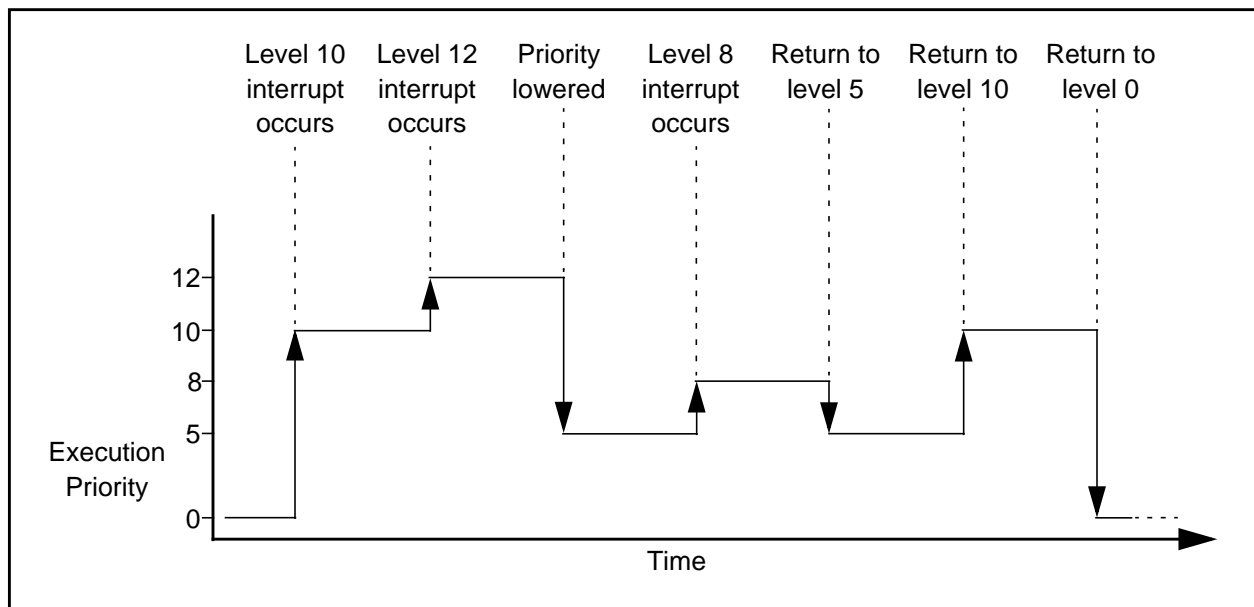 Level 10
interrupt
occurs
Level 12
interrupt
occurs
Priority
lowered
Level 8
interrupt
occurs
Return to
level 5
Return to
level 10
Return to
level 0
12
10
8
5
0
Execution
Priority
Time